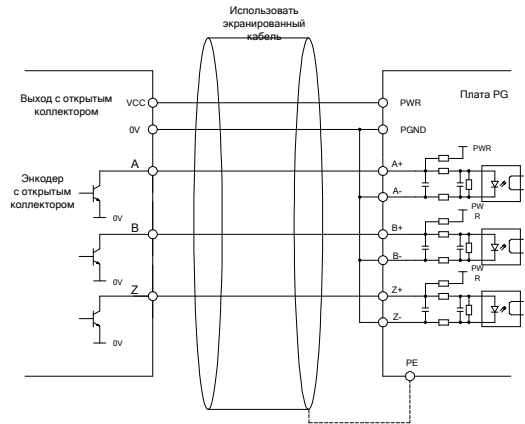 Использовать
экранированный
кабель
Выход с открытым
коллектором
VCC
0V
Энкодер
с открытым
коллектором
A
0V
B
0V
Z
0V
PWR
PGND
Плата PG
A+
A-
PWR
B+
B-
PW
R
Z+
Z-
PW
R
PE